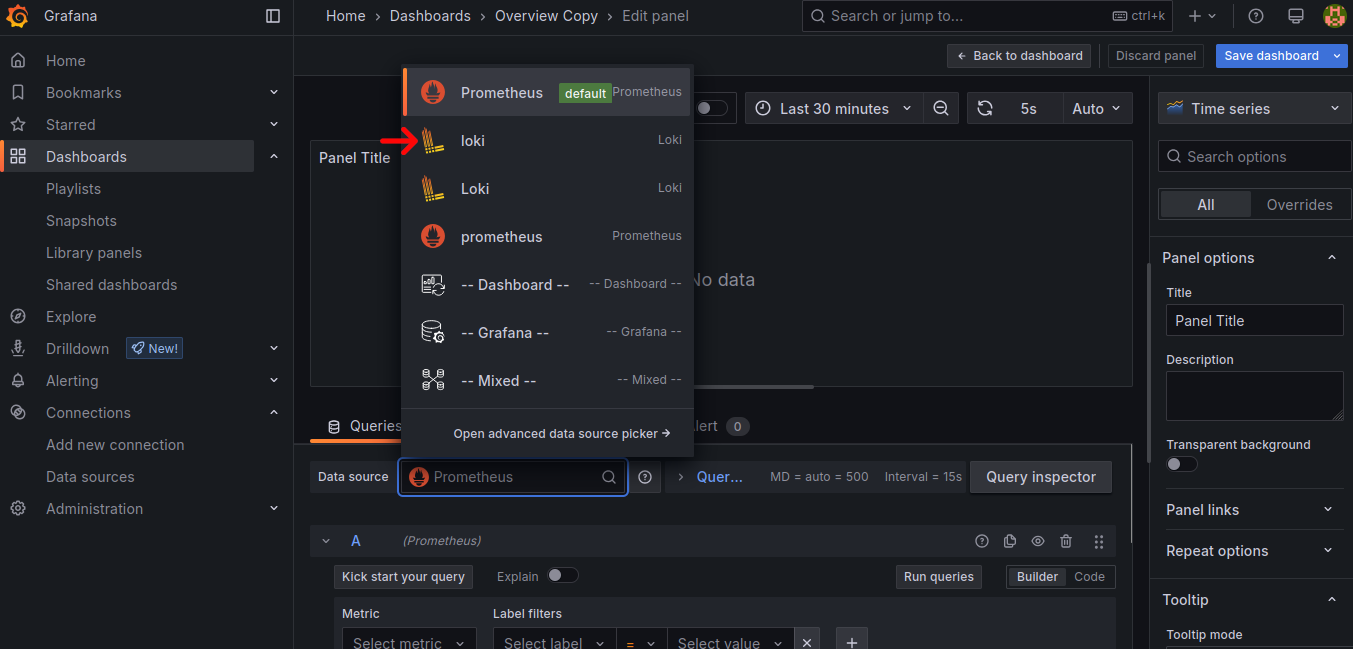 Grafana
Home › Dashboards › Overview Copy › Edit panel
Search or jump to...
ctrl+k
Back to dashboard
Discard panel
Save dashboard
Home
Bookmarks
Starred
Dashboards
Playlists
Snapshots
Library panels
Shared dashboards
Explore
Drilldown
New!
Alerting
Connections
Add new connection
Data sources
Administration
Last 30 minutes
5s
Auto
Panel Title
No data
Prometheus default Prometheus
loki Loki
Loki Loki
prometheus Prometheus
-- Dashboard -- -- Dashboard --
-- Grafana -- -- Grafana --
-- Mixed -- -- Mixed --
Open advanced data source picker
Queries
lert 0
Data source
Prometheus
Quer...
MD = auto = 500
Interval = 15s
Query inspector
A (Prometheus)
Kick start your query
Explain
Run queries
Builder
Code
Metric
Label filters
Select metric
Select label
=
Select value
Time series
Search options
All
Overrides
Panel options
Title
Panel Title
Description
Transparent background
Panel links
Repeat options
Tooltip
Tooltip mode